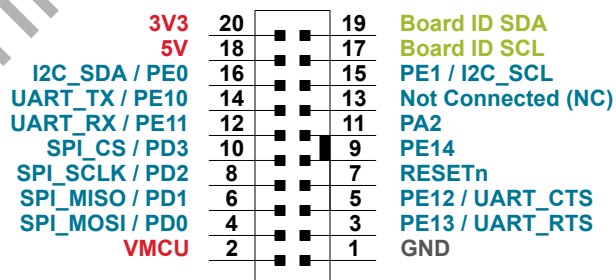 3V3 20 19 Board ID SDA
5V 18 17 Board ID SCL
I2C_SDA / PE0 16 15 PE1 / I2C_SCL
UART_TX / PE10 14 13 Not Connected (NC)
UART_RX / PE11 12 11 PA2
SPI_CS / PD3 10 9 PE14
SPI_SCLK / PD2 8 7 RESETn
SPI_MISO / PD1 6 5 PE12 / UART_CTS
SPI_MOSI / PD0 4 3 PE13 / UART_RTS
VMCU 2 1 GND